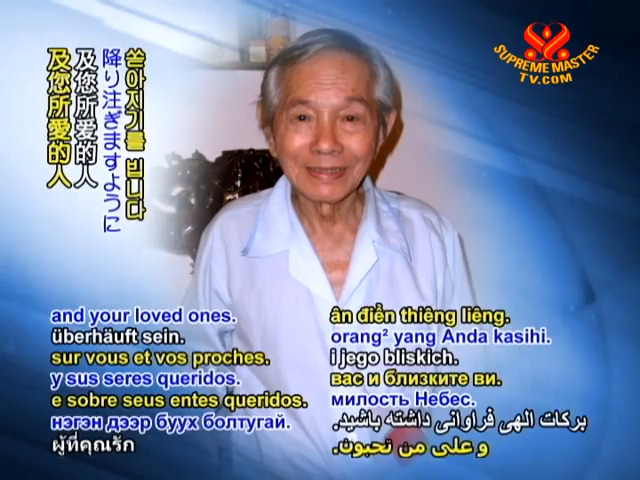 SUPREME MASTER
TV.COM
쏟아지기를 빕니다
降り注ぎますように
及您所爱的人
及您所愛的人
and your loved ones.
überhäuft sein.
sur vous et vos proches.
y sus seres queridos.
e sobre seus entes queridos.
нэгэн дээр буух болтугай.
ผู้ที่คุณรัก
ân điển thiêng liêng.
orang² yang Anda kasihi.
i jego bliskich.
вас и близките ви.
милость Небес.
برکات الهی فراوانی داشته باشید.
و على من تحبون.